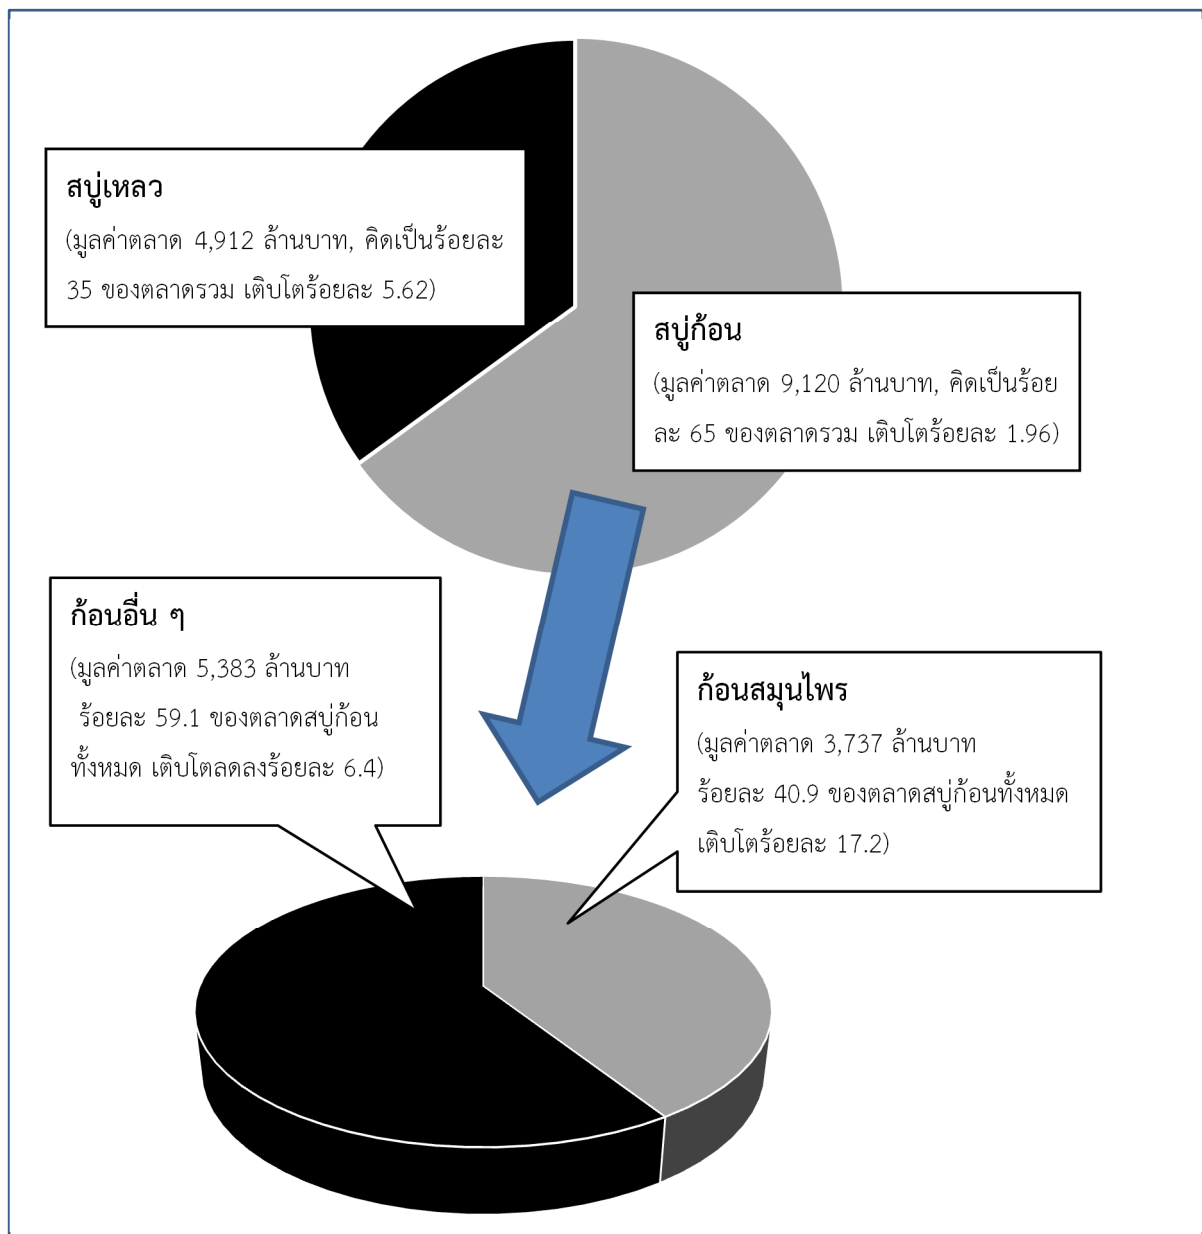 สบู่เหลว
(มูลค่าตลาด 4,912 ล้านบาท, คิดเป็นร้อยละ
35 ของตลาดรวม เติบโตร้อยละ 5.62)
สบู่ก้อน
(มูลค่าตลาด 9,120 ล้านบาท, คิดเป็นร้อย
ละ 65 ของตลาดรวม เติบโตร้อยละ 1.96)
ก้อนอื่น ๆ
(มูลค่าตลาด 5,383 ล้านบาท
ร้อยละ 59.1 ของตลาดสบู่ก้อน
ทั้งหมด เติบโตลดลงร้อยละ 6.4)
ก้อนสมุนไพร
(มูลค่าตลาด 3,737 ล้านบาท
ร้อยละ 40.9 ของตลาดสบู่ก้อนทั้งหมด
เติบโตร้อยละ 17.2)